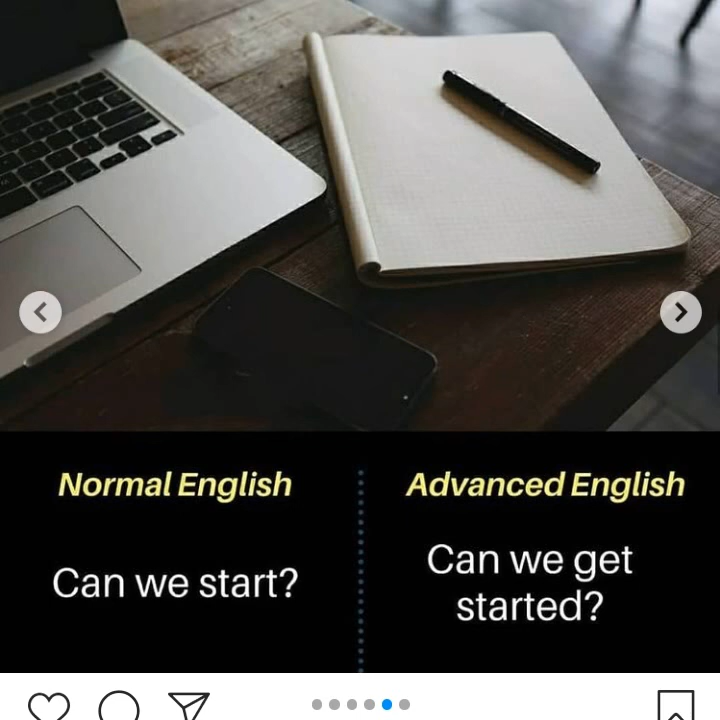 Normal English
Can we start?
Advanced English
Can we get
started?